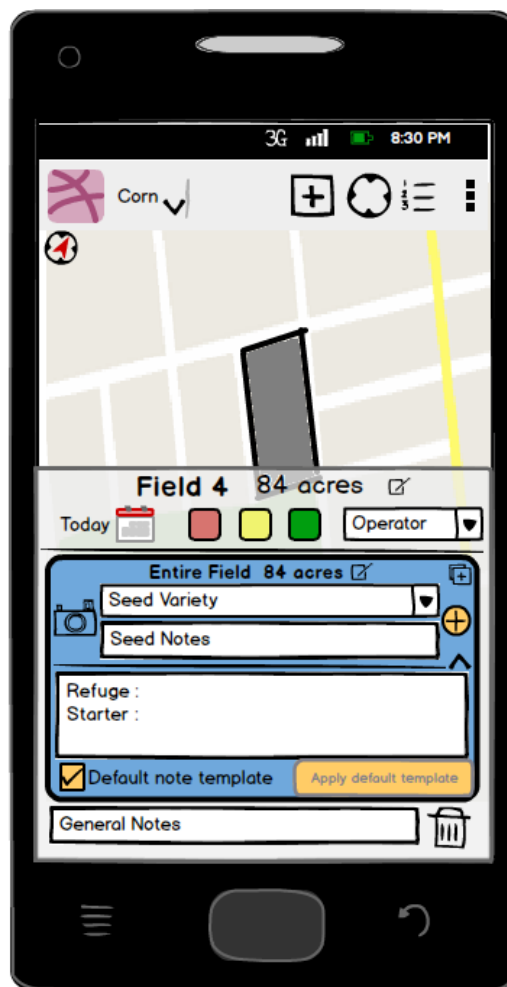 3G 8:30 PM
Corn
1
2
3
Field 4 84 acres
Today Operator
Entire Field 84 acres
Seed Variety
Seed Notes
Refuge :
Starter :
Default note template Apply default template
General Notes